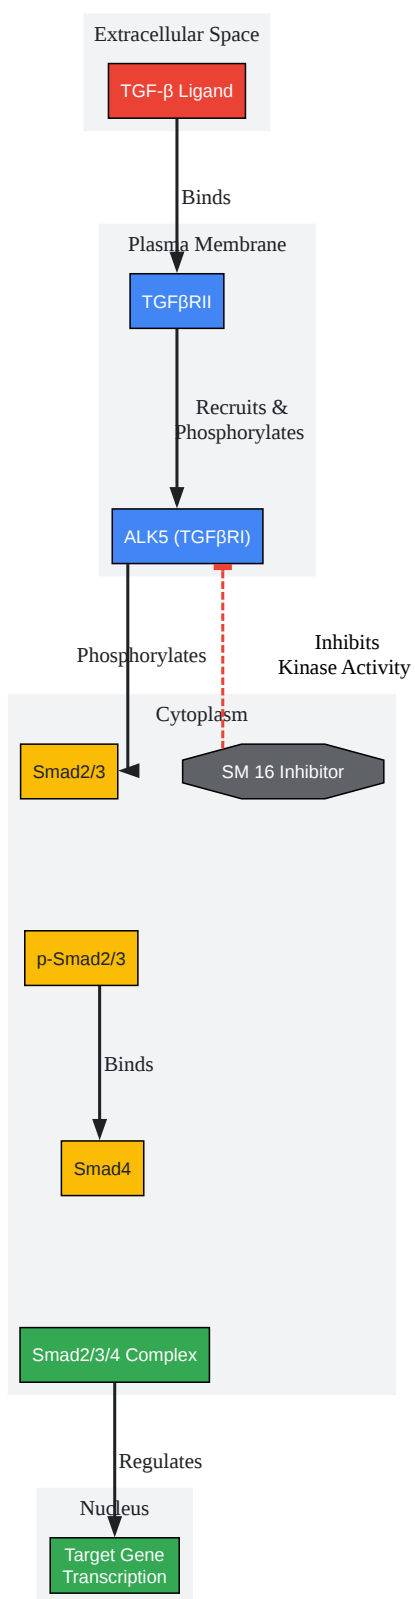 Extracellular Space
TGF-β Ligand
Binds
Plasma Membrane
TGFβRII
Recruits &
Phosphorylates
ALK5 (TGFβRI)
Inhibits
Kinase Activity
Phosphorylates
Cytoplasm
Smad2/3
SM 16 Inhibitor
p-Smad2/3
Binds
Smad4
Smad2/3/4 Complex
Regulates
Nucleus
Target Gene
Transcription